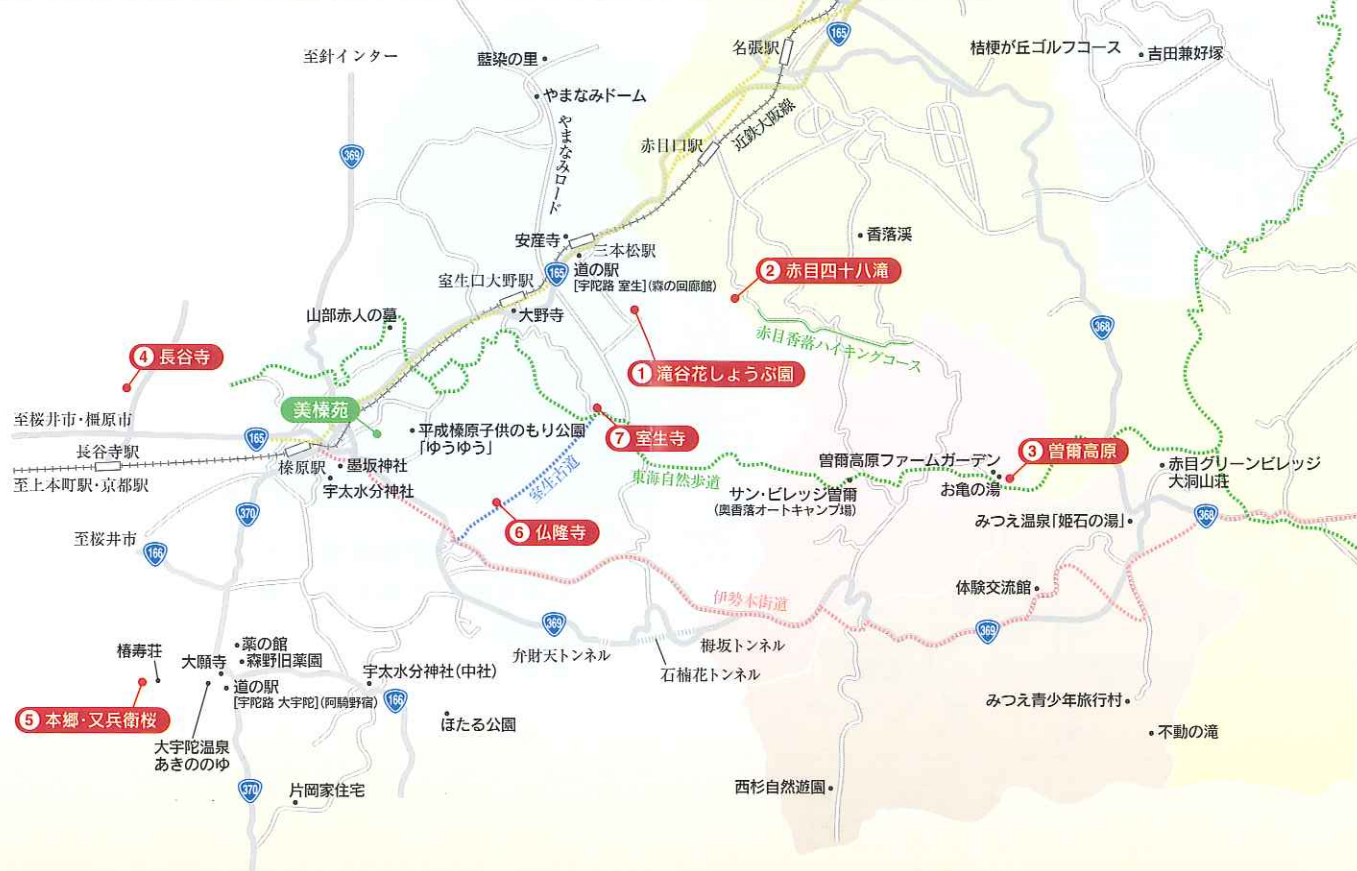 至針インター
藍染の里
やまなみドーム
やまなみロード
名張駅
165
桔梗が丘ゴルフコース
吉田兼好塚
369
赤目口駅
近鉄大阪線
香落渓
安産寺
三本松駅
165
道の駅
[宇陀路 室生](森の回廊館)
室生口大野駅
大野寺
② 赤目四十八滝
赤目香落ハイキングコース
368
山部赤人の墓
④ 長谷寺
① 滝谷花しょうぶ園
美榛苑
至桜井市・橿原市
165
長谷寺駅
至上本町駅・京都駅
榛原駅
平成榛原子供のもり公園
「ゆうゆう」
墨坂神社
宇太水分神社
⑦ 室生寺
室生古道
東海自然歩道
曽爾高原ファームガーデン
お亀の湯
③ 曽爾高原
サン・ビレッジ曽爾
(奥香落オートキャンプ場)
赤目グリーンビレッジ
大洞山荘
みつえ温泉「姫石の湯」
368
370
至桜井市
166
⑥ 仏隆寺
伊勢本街道
体験交流館
369
369
弁財天トンネル
栂坂トンネル
石楠花トンネル
薬の館
森野旧薬園
椿寿荘
大願寺
道の駅
[宇陀路 大宇陀](阿騎野宿)
宇太水分神社(中社)
166
⑤ 本郷・又兵衛桜
大宇陀温泉
あきののゆ
ほたる公園
みつえ青少年旅行村
不動の滝
370
片岡家住宅
西杉自然遊園